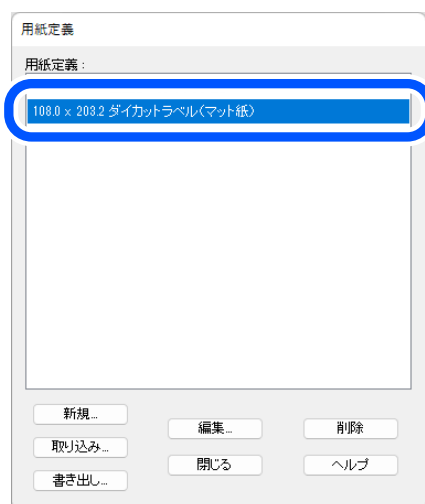 用紙定義
用紙定義:
108.0 x 203.2 ダイカットラベル(マット紙)
新規...
編集...
削除
取り込み...
閉じる
ヘルプ
書き出し...